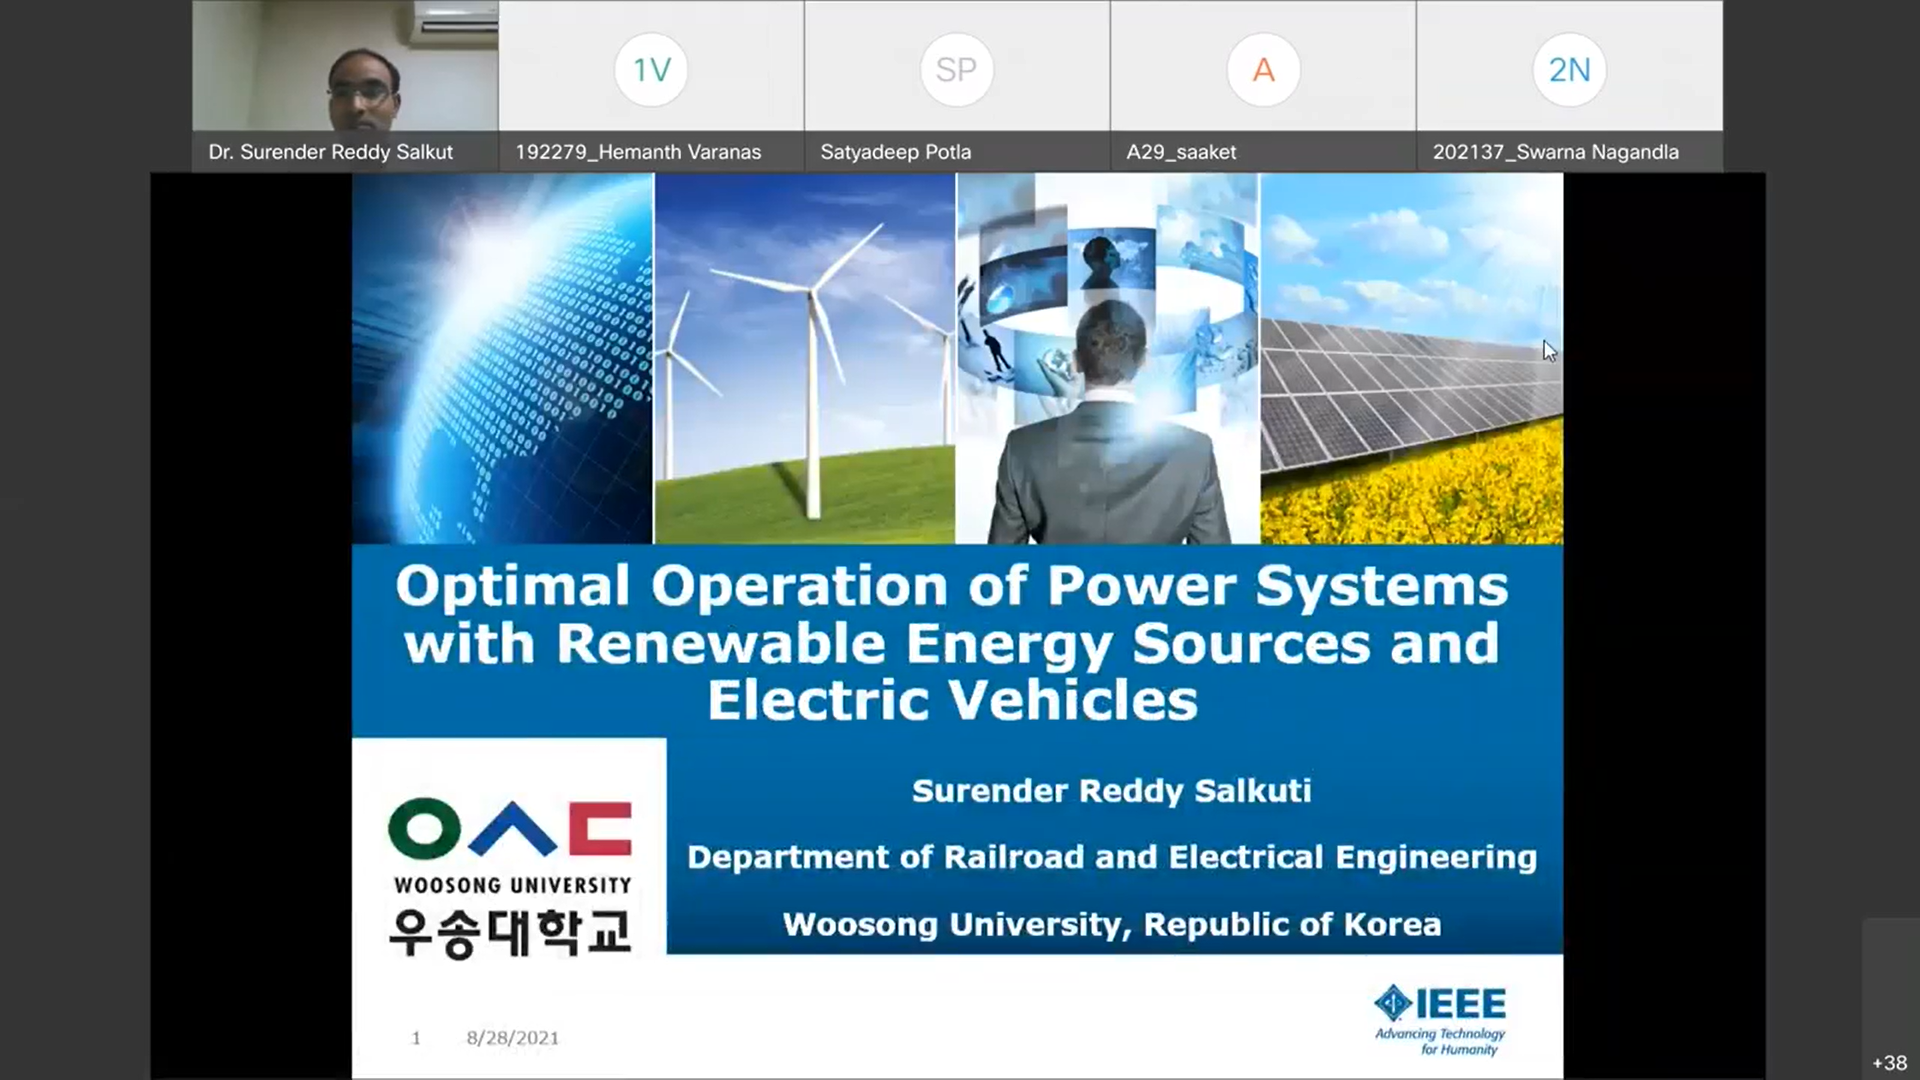 1V
SP
A
2N
Dr. Surender Reddy Salkut
192279_Hemanth Varanas
Satyadeep Potla
A29_saaket
202137_Swarna Nagandla
Optimal Operation of Power Systems
with Renewable Energy Sources and
Electric Vehicles
WOOSONG UNIVERSITY
우송대학교
Surender Reddy Salkuti
Department of Railroad and Electrical Engineering
Woosong University, Republic of Korea
IEEE
Advancing Technology
for Humanity
1 8/28/2021
+38